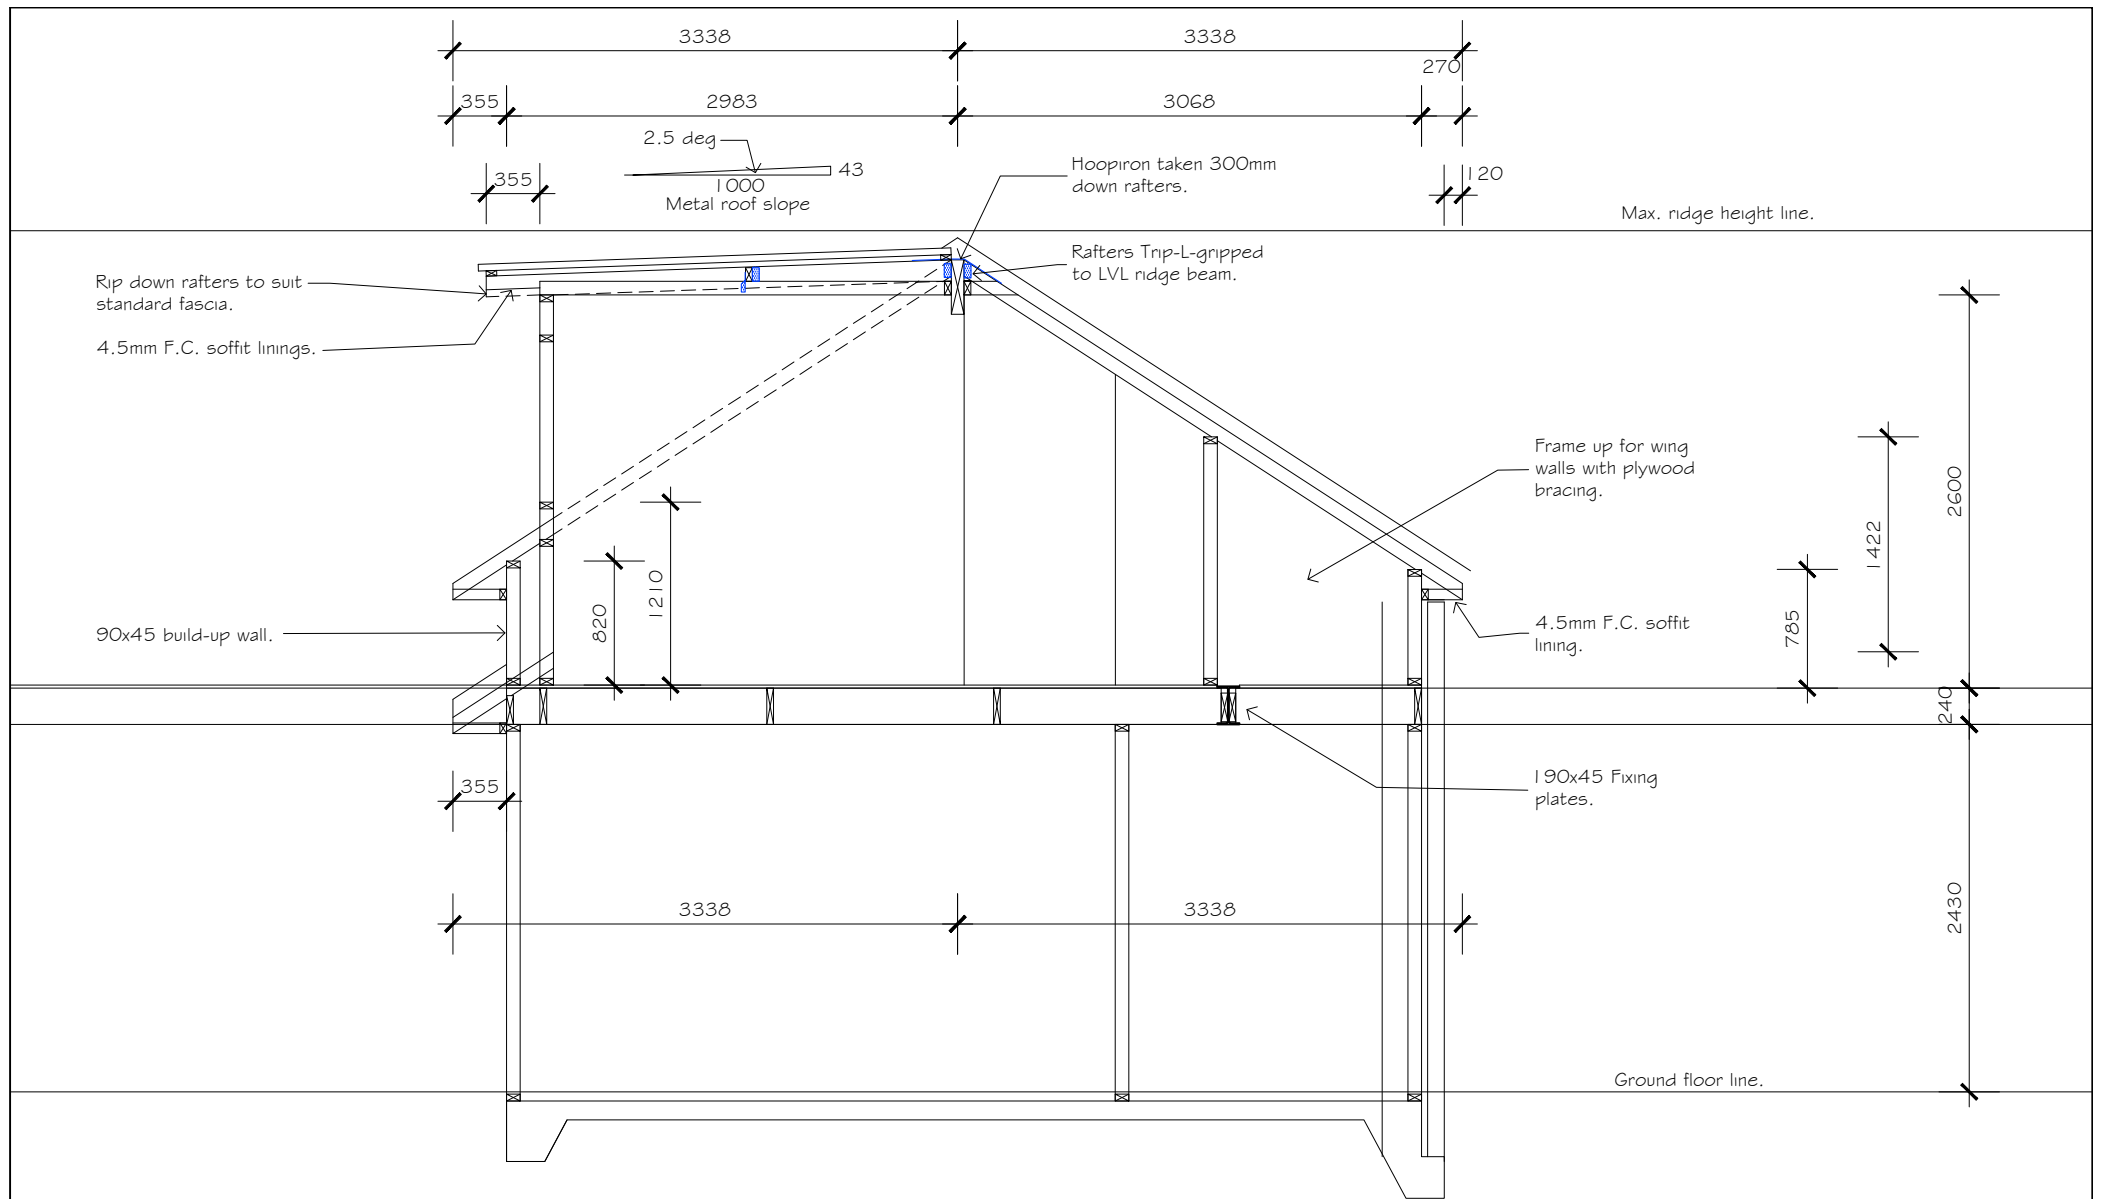 3338 3338
270
355 2983 3068
2.5 deg
43
355
1000
Metal roof slope
Hoopiron taken 300mm
down rafters.
120
Max. ridge height line.
Rafters Trip-L-gripped
to LVL ridge beam.
Rip down rafters to suit
standard fascia.
4.5mm F.C. soffit linings.
Frame up for wing
walls with plywood
bracing.
2600
1422
1210
820
785
90x45 build-up wall.
4.5mm F.C. soffit
lining.
240
355
190x45 Fixing
plates.
3338 3338
2430
Ground floor line.